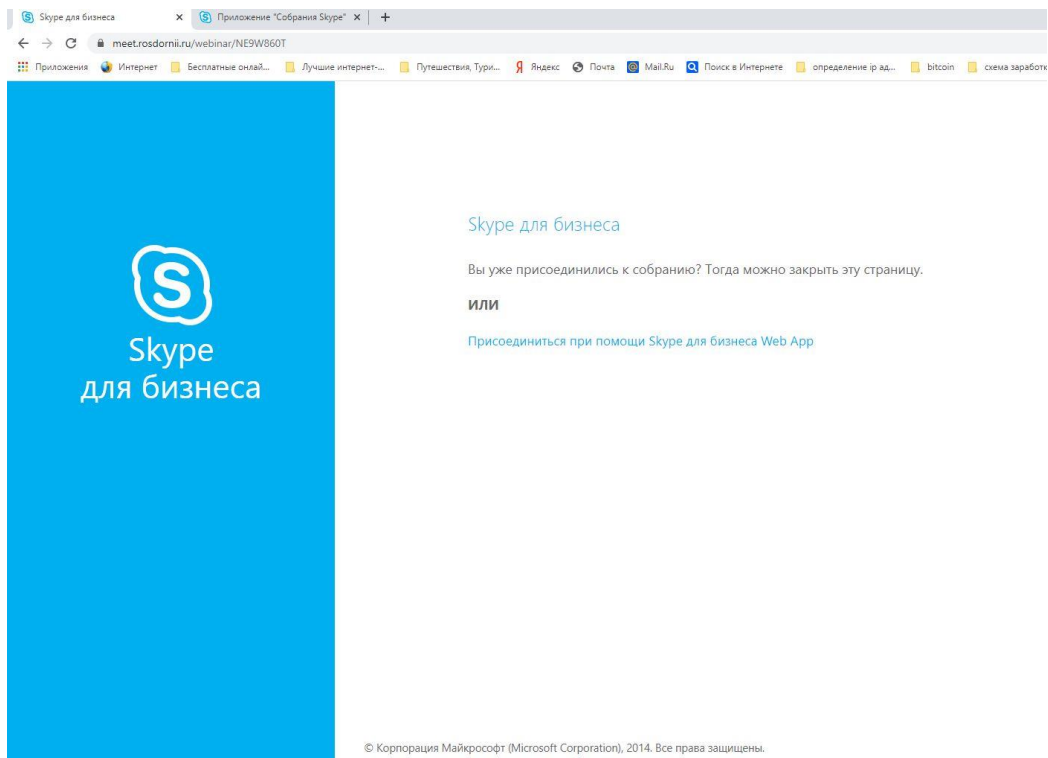 Skype для бизнеса
Приложение "Собрания Skype"
meet.rosdornii.ru/webinar/NE9W860T
Приложения Интернет Бесплатные онлай... Лучшие интернет-... Путешествия, Тури... Яндекс Почта Mail.Ru Поиск в Интернете определение ip ад... bitcoin схема заработк
Skype
для бизнеса
Skype для бизнеса
Вы уже присоединились к собранию? Тогда можно закрыть эту страницу.
или
Присоединиться при помощи Skype для бизнеса Web App
© Корпорация Майкрософт (Microsoft Corporation), 2014. Все права защищены.